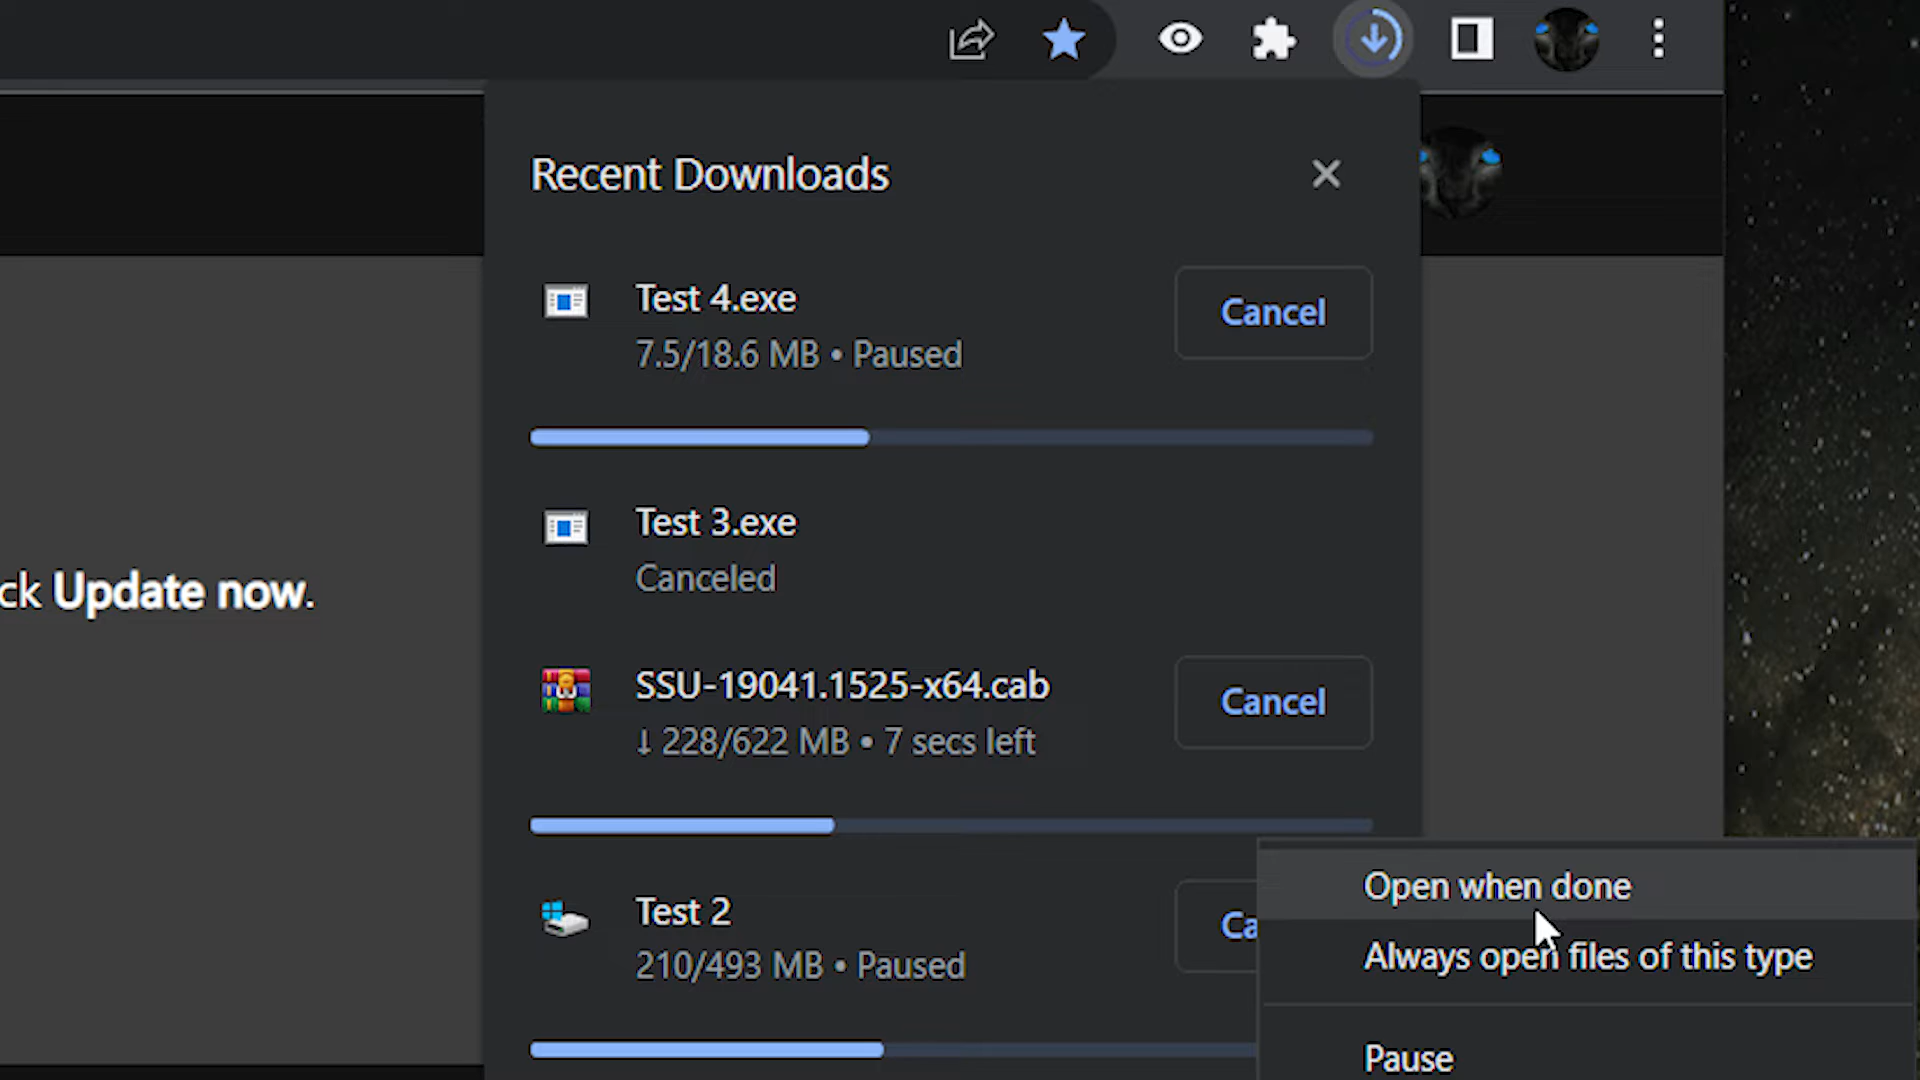 Recent Downloads
Test 4.exe
Cancel
7.5/18.6 MB • Paused
Test 3.exe
Canceled
ck Update now.
SSU-19041.1525-x64.cab
Cancel
↓ 228/622 MB • 7 secs left
Open when done
Test 2
Ca
Always open files of this type
210/493 MB • Paused
Pause